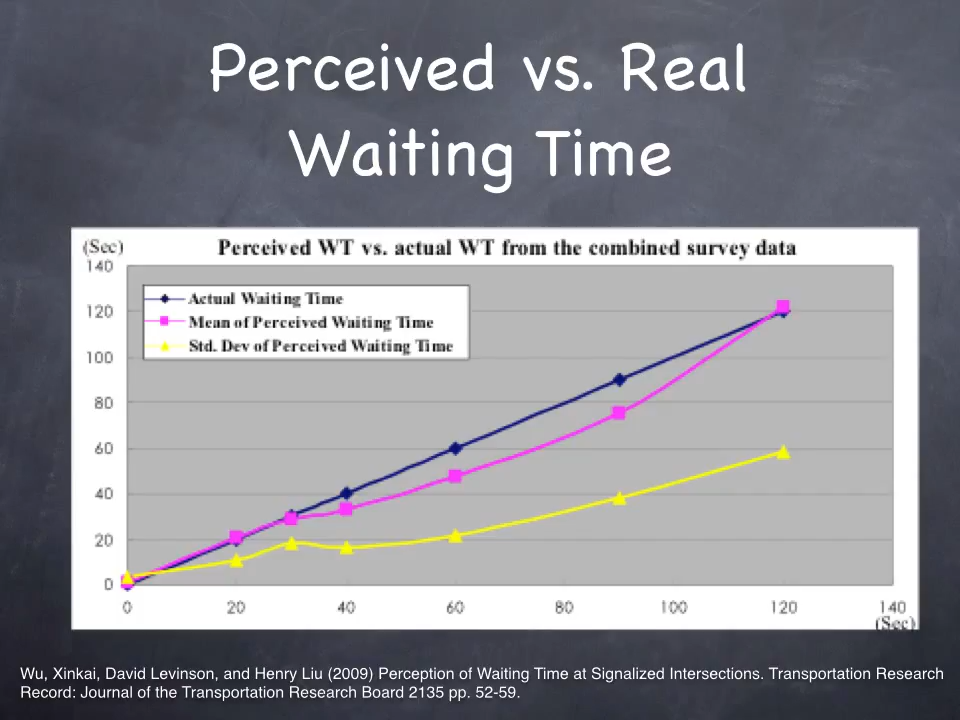 Perceived vs. Real
Waiting Time
(Sec)
Perceived WT vs. actual WT from the combined survey data
140
120
100
80
60
40
20
0
Actual Waiting Time
Mean of Perceived Waiting Time
Std. Dev of Perceived Waiting Time
0 20 40 60 80 100 120 140
(Sec)
Wu, Xinkai, David Levinson, and Henry Liu (2009) Perception of Waiting Time at Signalized Intersections. Transportation Research
Record: Journal of the Transportation Research Board 2135 pp. 52-59.